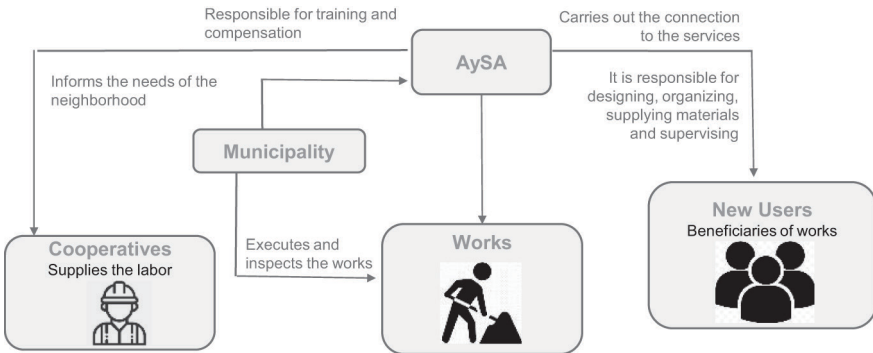 Responsible for training and
compensation
Carries out the connection
to the services
AySA
Informs the needs of the
neighborhood
It is responsible for
designing, organizing,
supplying materials
and supervising
Municipality
Cooperatives
Supplies the labor
Executes and
inspects the works
Works
New Users
Beneficiaries of works